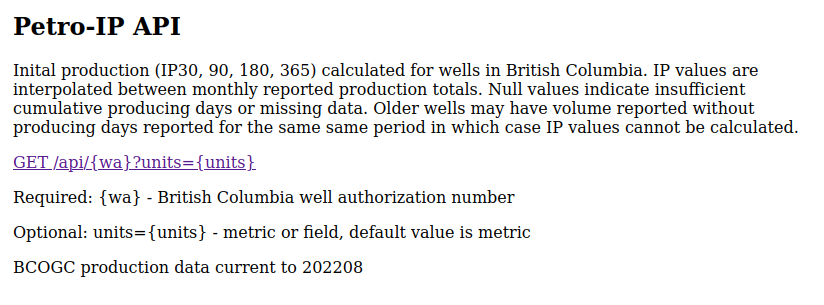 Petro-IP API
Inital production (IP30, 90, 180, 365) calculated for wells in British Columbia. IP values are
interpolated between monthly reported production totals. Null values indicate insufficient
cumulative producing days or missing data. Older wells may have volume reported without
producing days reported for the same same period in which case IP values cannot be calculated.
GET /api/{wa}?units={units}
Required: {wa} - British Columbia well authorization number
Optional: units={units} - metric or field, default value is metric
BCOGC production data current to 202208